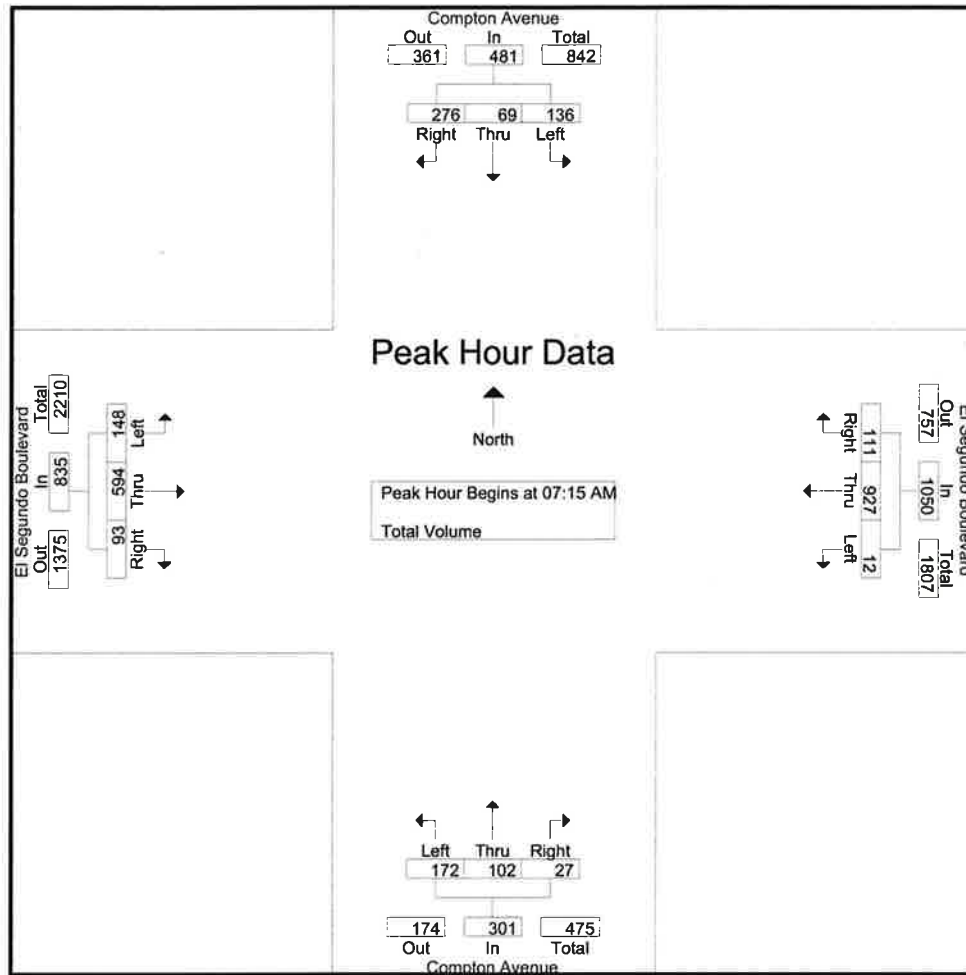 Compton Avenue
Out In Total
361 481 842
276 69 136
Right Thru Left
Peak Hour Data
North
Peak Hour Begins at 07:15 AM
Total Volume
El Segundo Boulevard
Total In Out
2210 835 1375
148 594 93
Left Thru Right
El Segundo Boulevard
Out In Total
757 1050 1807
111 927 12
Right Thru Left
Left Thru Right
172 102 27
174 301 475
Out In Total
Compton Avenue